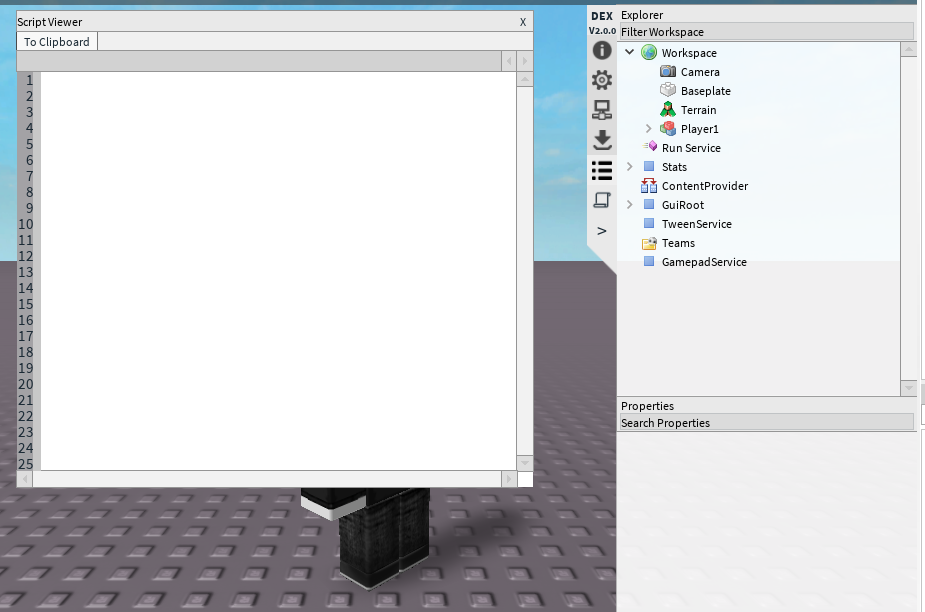 Script Viewer
X
To Clipboard
1
2
3
4
5
6
7
8
9
10
11
12
13
14
15
16
17
18
19
20
21
22
23
24
25
DEX
V2.0.0
>
Explorer
Filter Workspace
Workspace
Camera
Baseplate
Terrain
Player1
Run Service
Stats
ContentProvider
GuiRoot
TweenService
Teams
GamepadService
Properties
Search Properties